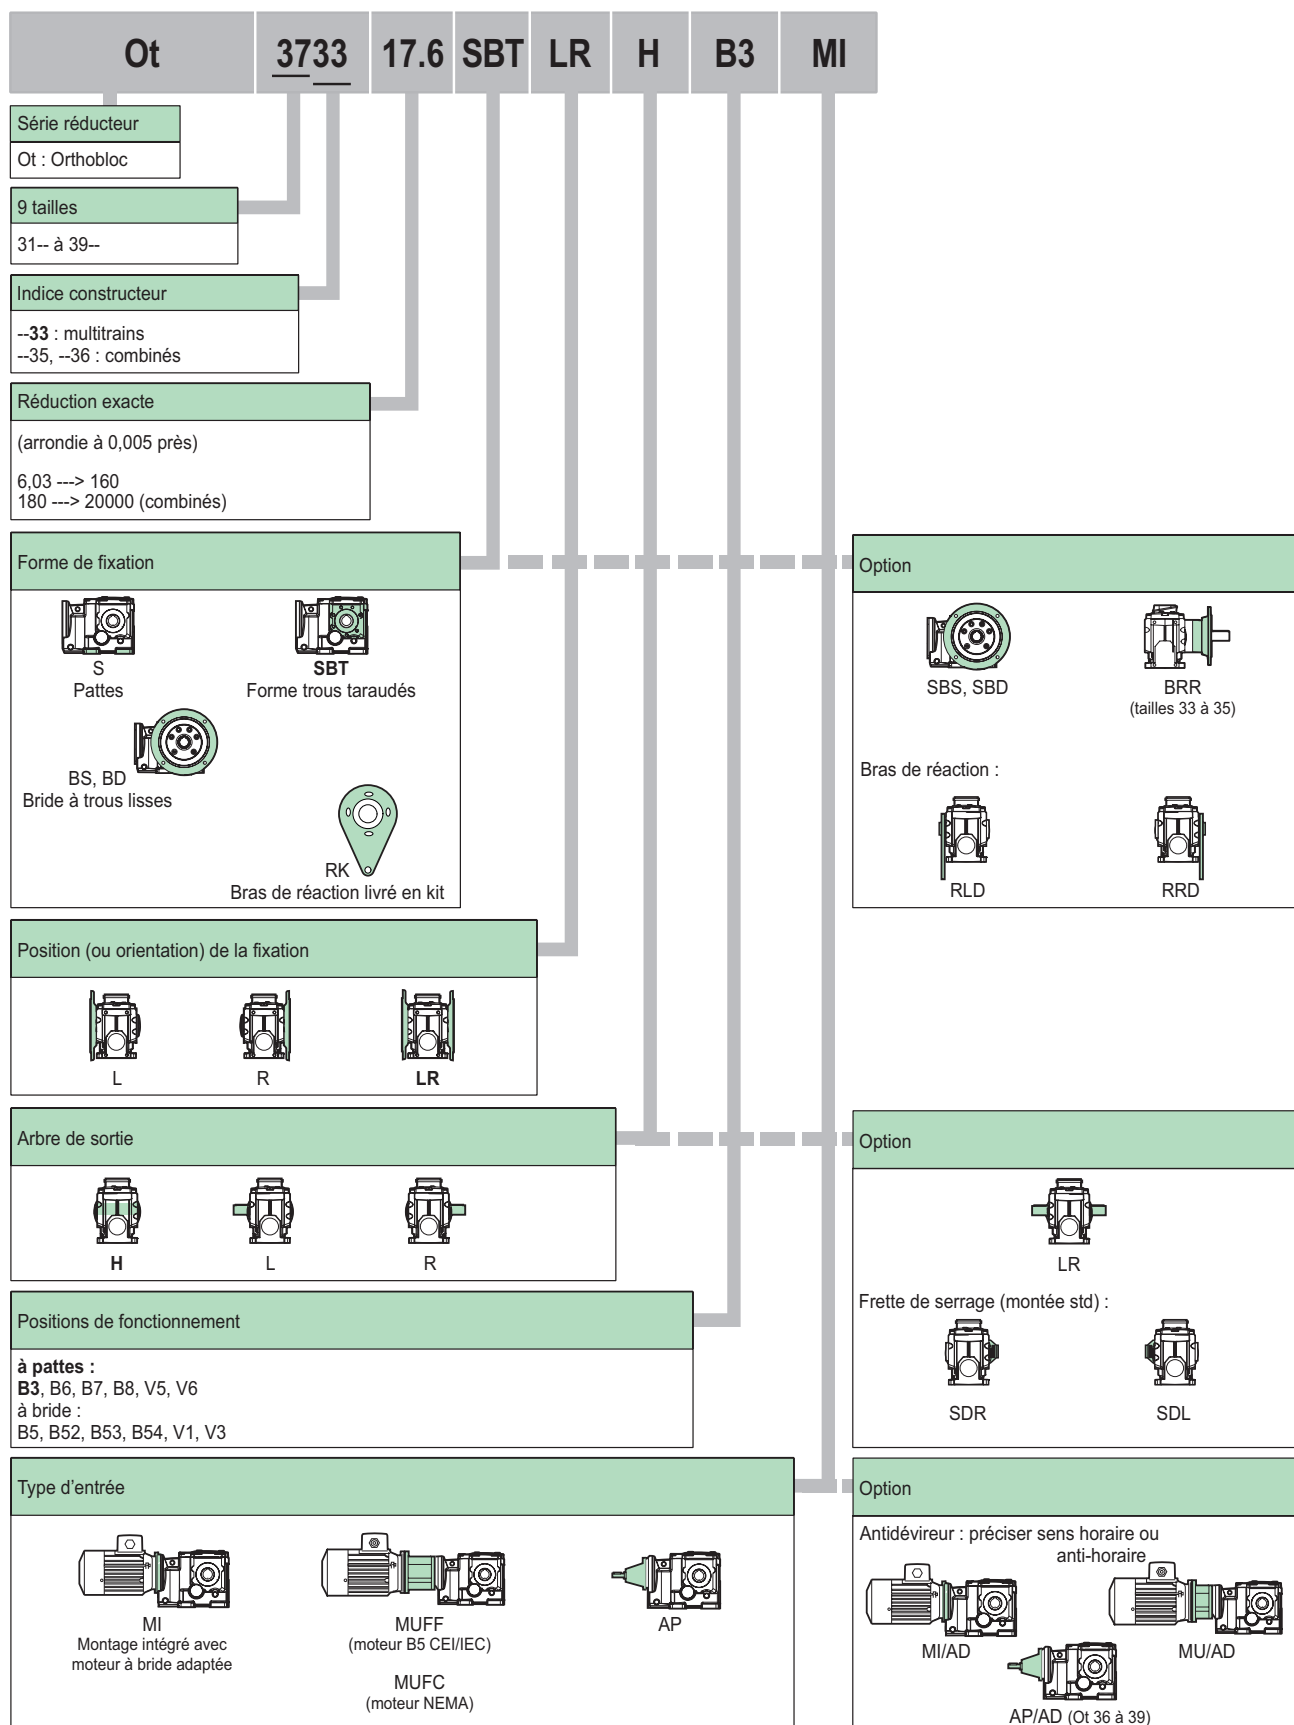 Ot 3733 17.6 SBT LR H B3 MI
Série réducteur
Ot : Orthobloc
9 tailles
31-- à 39--
Indice constructeur
--33 : multitrains
--35, --36 : combinés
Réduction exacte
(arrondie à 0,005 près)
6,03 ---> 160
180 ---> 20000 (combinés)
Forme de fixation
S
Pattes
SBT
Forme trous taraudés
BS, BD
Bride à trous lisses
RK
Bras de réaction livré en kit
Option
SBS, SBD
BRR
(tailles 33 à 35)
Bras de réaction :
RLD
RRD
Position (ou orientation) de la fixation
L
R
LR
Arbre de sortie
H
L
R
Option
LR
Frette de serrage (montée std) :
SDR
SDL
Positions de fonctionnement
à pattes :
B3, B6, B7, B8, V5, V6
à bride :
B5, B52, B53, B54, V1, V3
Type d'entrée
MI
Montage intégré avec
moteur à bride adaptée
MUFF
(moteur B5 CEI/IEC)
MUFC
(moteur NEMA)
AP
Option
Antidévireur : préciser sens horaire ou
anti-horaire
MI/AD
MU/AD
AP/AD (Ot 36 à 39)